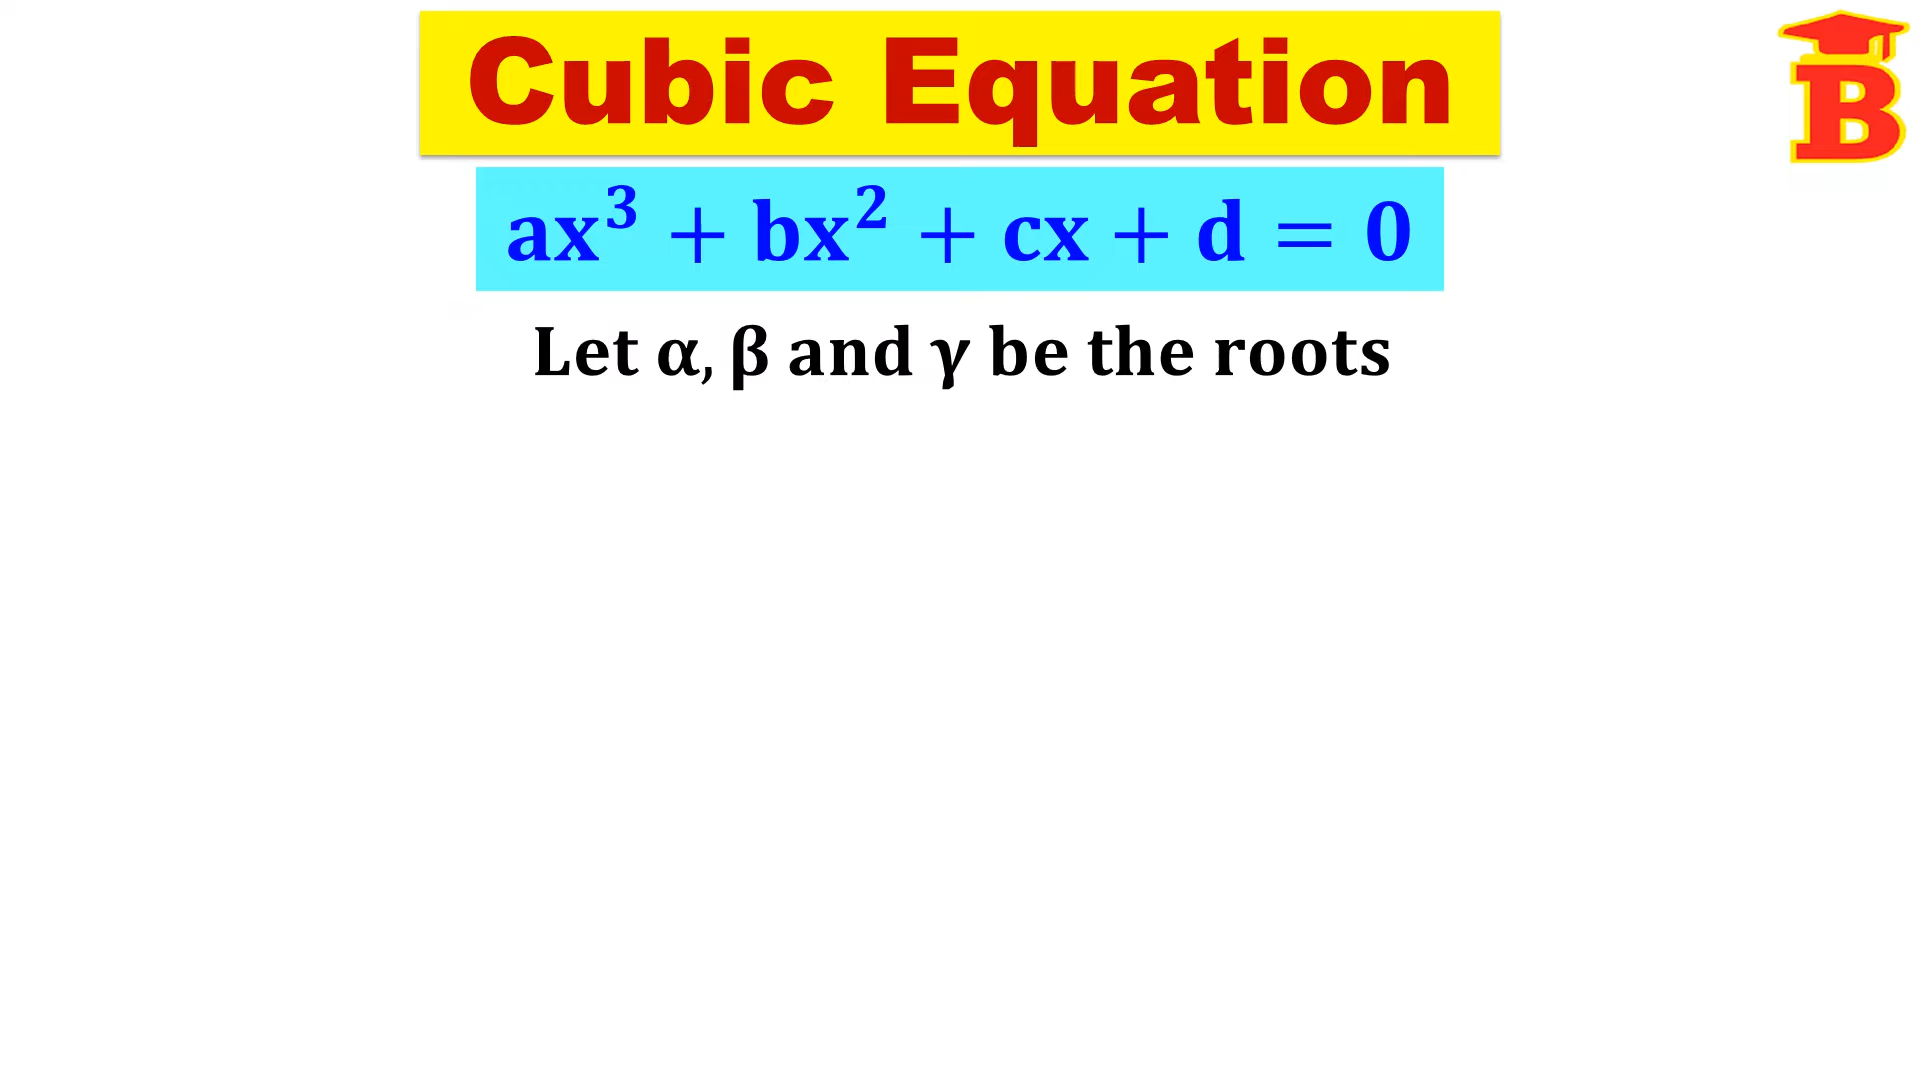 Cubic Equation
B
ax³ + bx² + cx + d = 0
Let α, β and γ be the roots